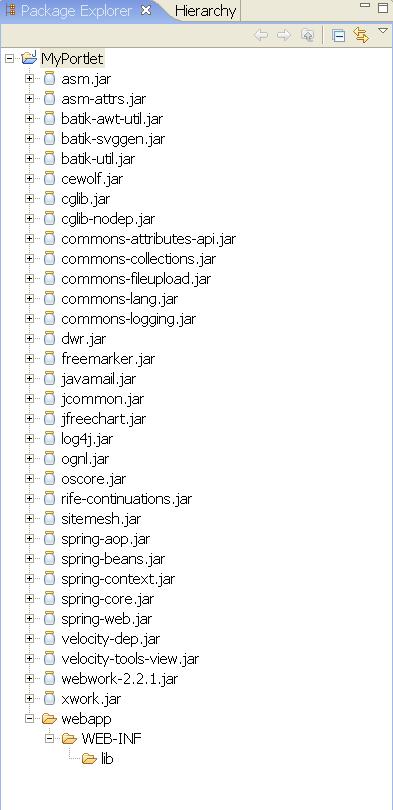 Package Explorer Hierarchy
MyPortlet
asm.jar
asm-attrs.jar
batik-awt-util.jar
batik-svggen.jar
batik-util.jar
cewolf.jar
cglib.jar
cglib-nodep.jar
commons-attributes-api.jar
commons-collections.jar
commons-fileupload.jar
commons-lang.jar
commons-logging.jar
dwr.jar
freemarker.jar
javamail.jar
jcommon.jar
jfreechart.jar
log4j.jar
ognl.jar
oscore.jar
rife-continuations.jar
sitemesh.jar
spring-aop.jar
spring-beans.jar
spring-context.jar
spring-core.jar
spring-web.jar
velocity-dep.jar
velocity-tools-view.jar
webwork-2.2.1.jar
xwork.jar
webapp
WEB-INF
lib